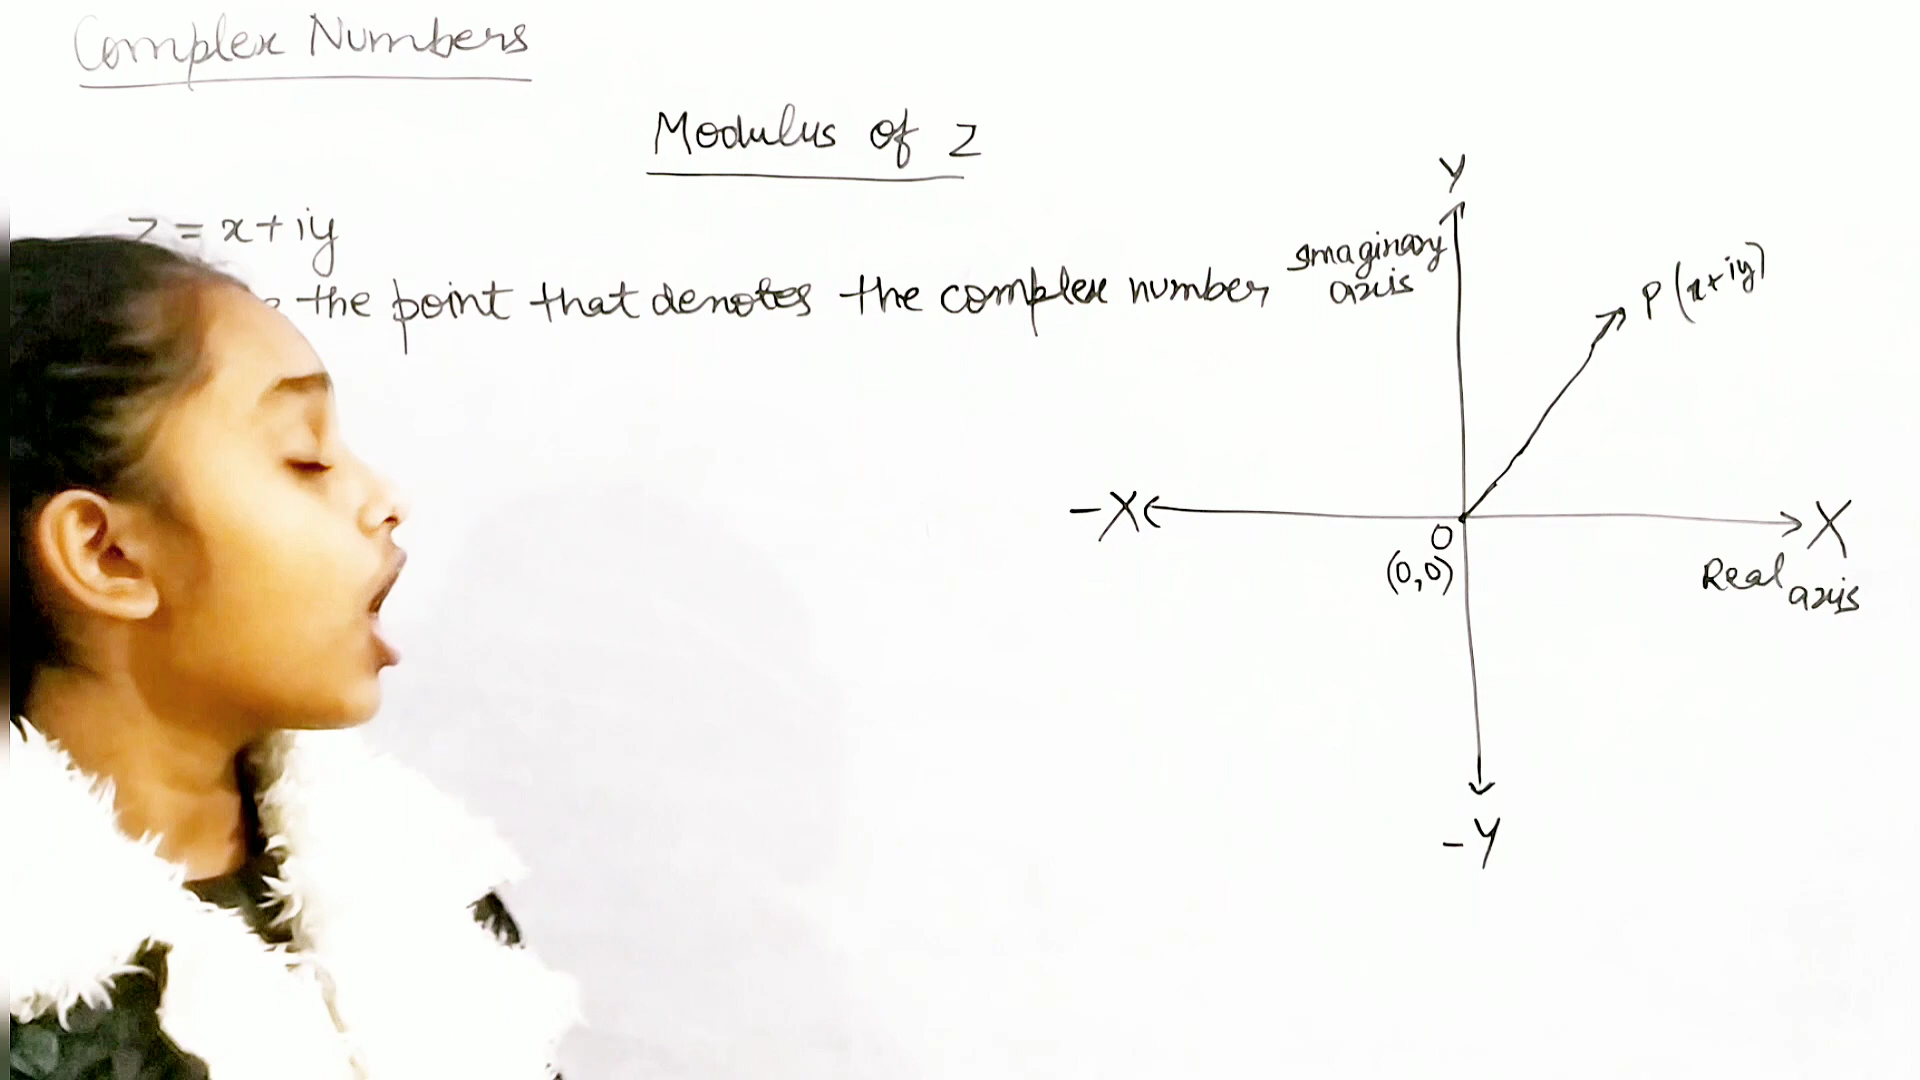 Complex Numbers
Modulus of z
z = x+iy
the point that denotes the complex number
Y
Imaginary
axis
P(x+iy)
-X
X
O
(0,0)
Real
axis
-Y